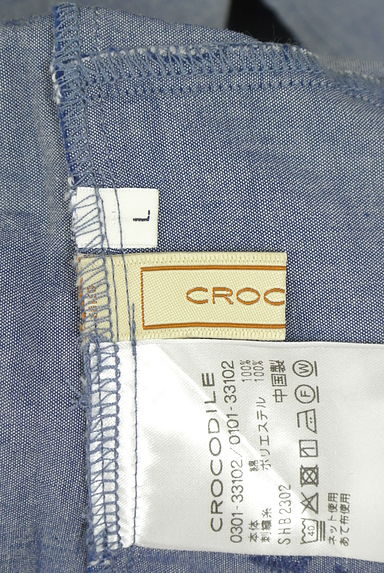 L
CROC
CROCODILE
0301-33102/0101-33102
本体 綿 100%
刺繍糸 ポリエステル 100%
SHB2302 中国製
40
F
W
ネット使用
あて布使用